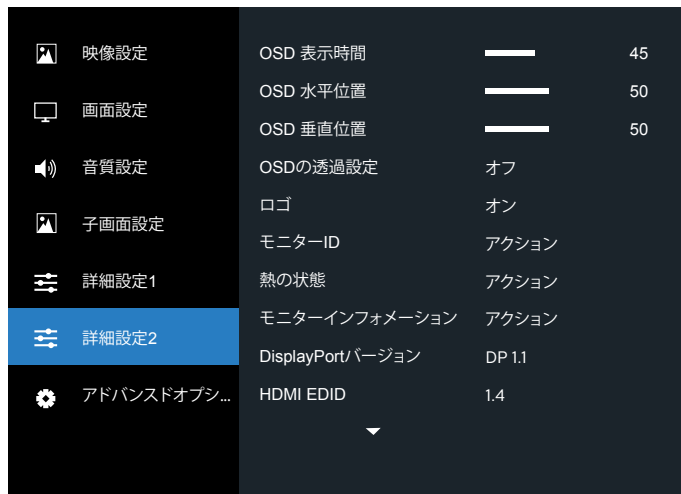 映像設定
画面設定
音質設定
子画面設定
詳細設定1
詳細設定2
アドバンスドオプシ...
OSD 表示時間 45
OSD 水平位置 50
OSD 垂直位置 50
OSDの透過設定 オフ
ロゴ オン
モニターID アクション
熱の状態 アクション
モニターインフォメーション アクション
DisplayPortバージョン DP 1.1
HDMI EDID 1.4